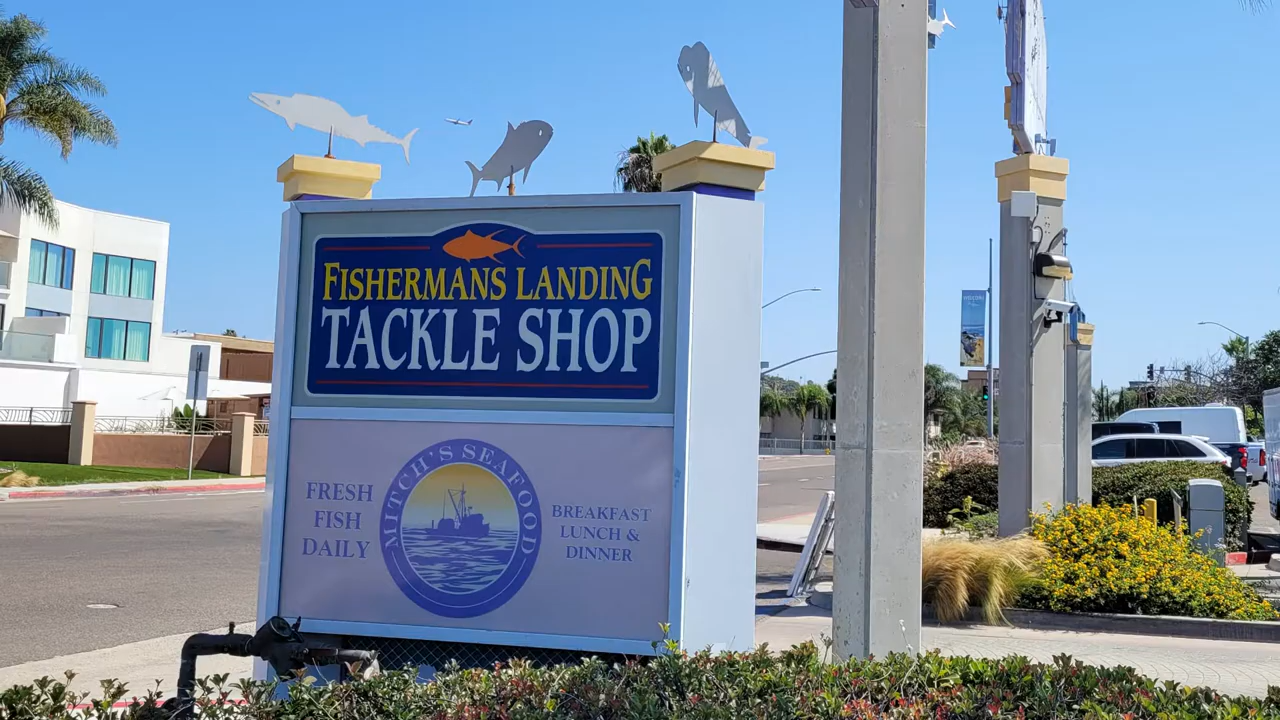 FISHERMANS LANDING
TACKLE SHOP
MITCH'S SEAFOOD
FRESH
FISH
DAILY
BREAKFAST
LUNCH &
DINNER